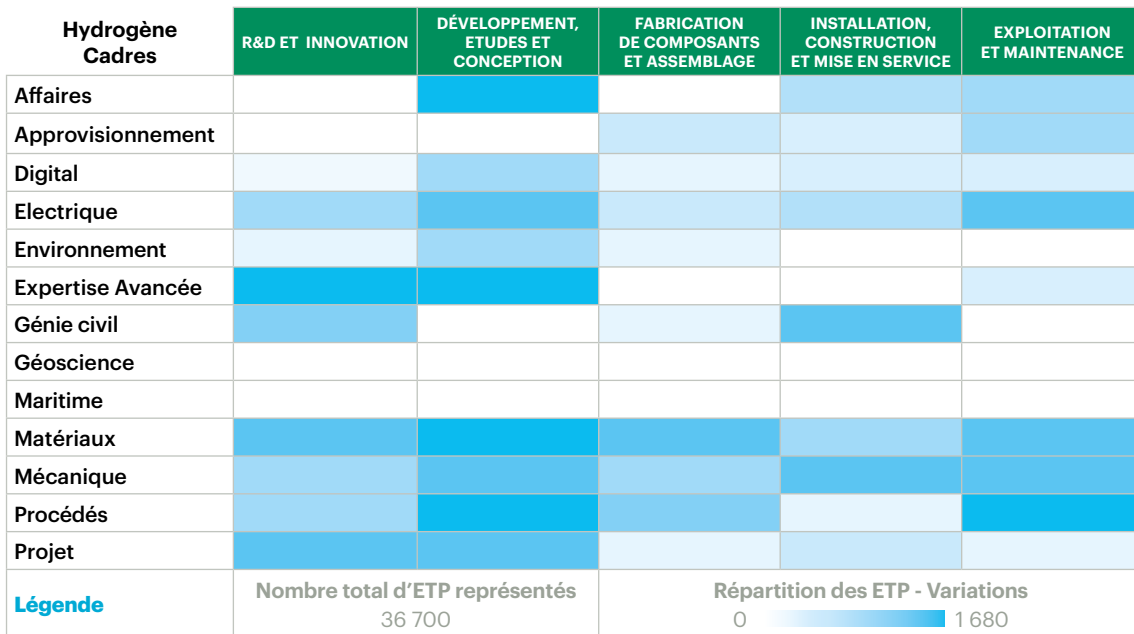 Hydrogène
Cadres
R&D ET INNOVATION
DÉVELOPPEMENT,
ETUDES ET
CONCEPTION
FABRICATION
DE COMPOSANTS
ET ASSEMBLAGE
INSTALLATION,
CONSTRUCTION
ET MISE EN SERVICE
EXPLOITATION
ET MAINTENANCE
Affaires
Approvisionnement
Digital
Electrique
Environnement
Expertise Avancée
Génie civil
Géoscience
Maritime
Matériaux
Mécanique
Procédés
Projet
Légende
Nombre total d'ETP représentés
36 700
Répartition des ETP - Variations
0 1 680